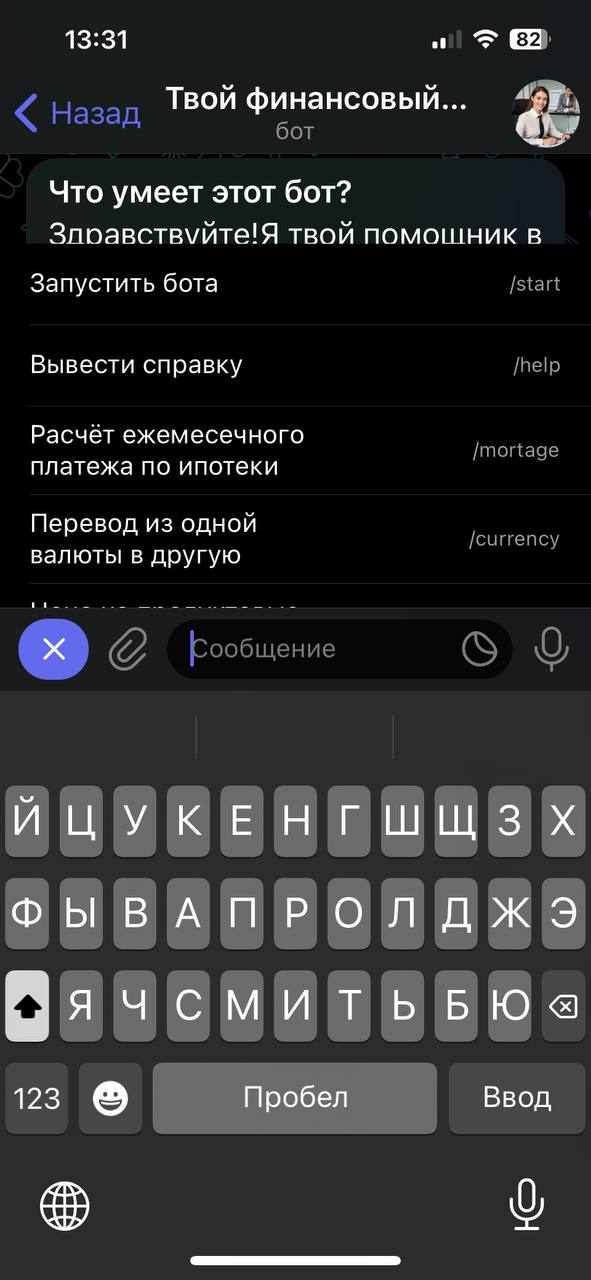 13:31
82
Назад
Твой финансовый...
бот
Что умеет этот бот?
Здравствуйте!Я твой помощник в
Запустить бота /start
Вывести справку /help
Расчёт ежемесечного
платежа по ипотеки /mortage
Перевод из одной
валюты в другую /currency
Сообщение
Й Ц У К Е Н Г Ш Щ З Х
Ф Ы В А П Р О Л Д Ж Э
Я Ч С М И Т Ь Б Ю
123 Пробел Ввод